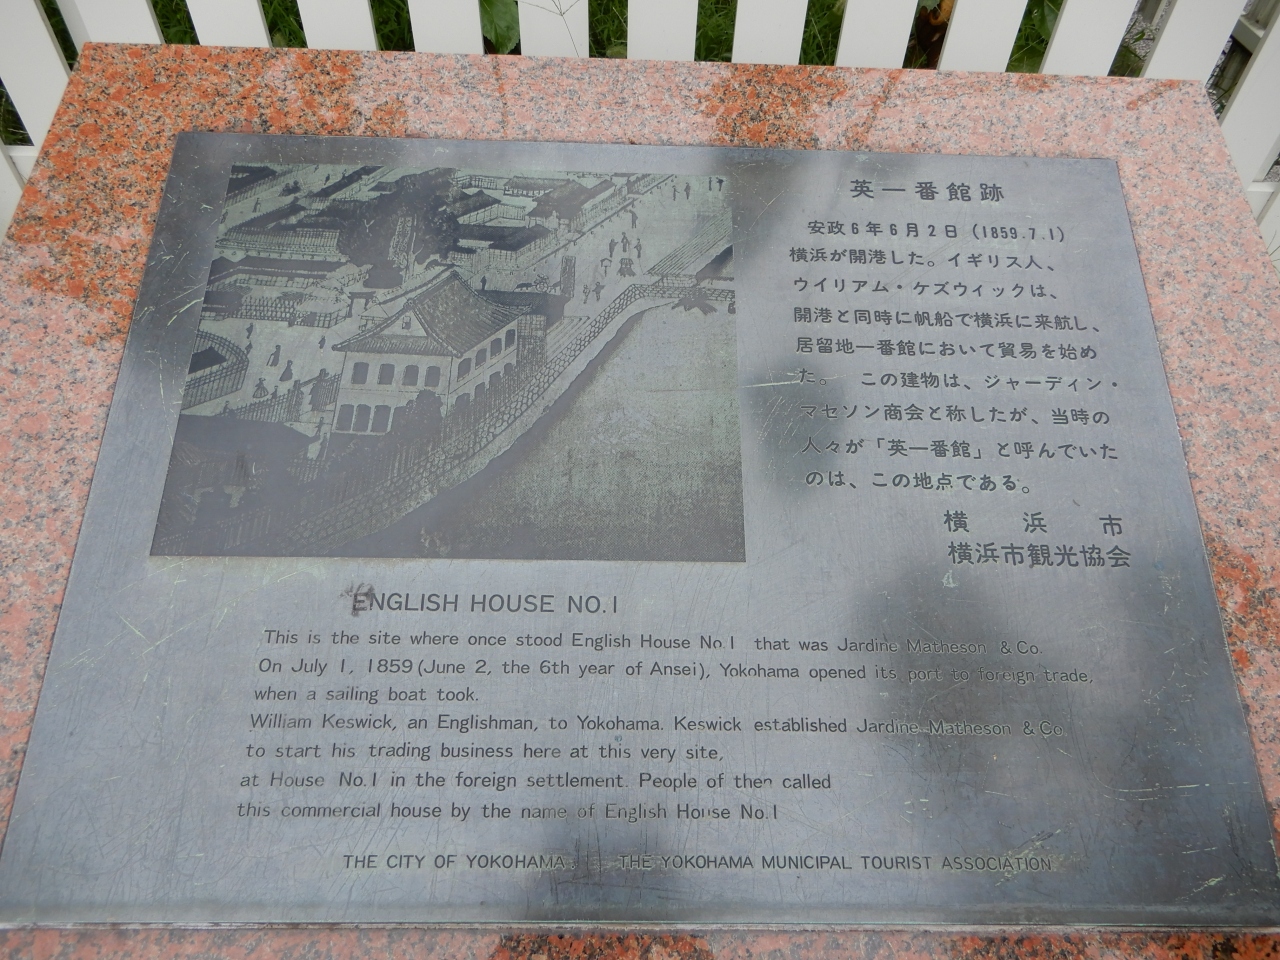 英一番館跡
安政6年6月2日(1859.7.1)
横浜が開港した。イギリス人、
ウイリアム・ケズウィックは、
開港と同時に帆船で横浜に来航し、
居留地一番館において貿易を始め
た。　この建物は、ジャーディン・
マセソン商会と称したが、当時の
人々が「英一番館」と呼んでいた
のは、この地点である。
横　浜　市
横浜市観光協会
ENGLISH HOUSE NO.1
This is the site where once stood English House No.1 that was Jardine Matheson & Co.
On July 1, 1859(June 2, the 6th year of Ansei), Yokohama opened its port to foreign trade,
when a sailing boat took.
William Keswick, an Englishman, to Yokohama. Keswick established Jardine Matheson & Co
to start his trading business here at this very site,
at House No.1 in the foreign settlement. People of then called
this commercial house by the name of English House No.1
THE CITY OF YOKOHAMA. THE YOKOHAMA MUNICIPAL TOURIST ASSOCIATION